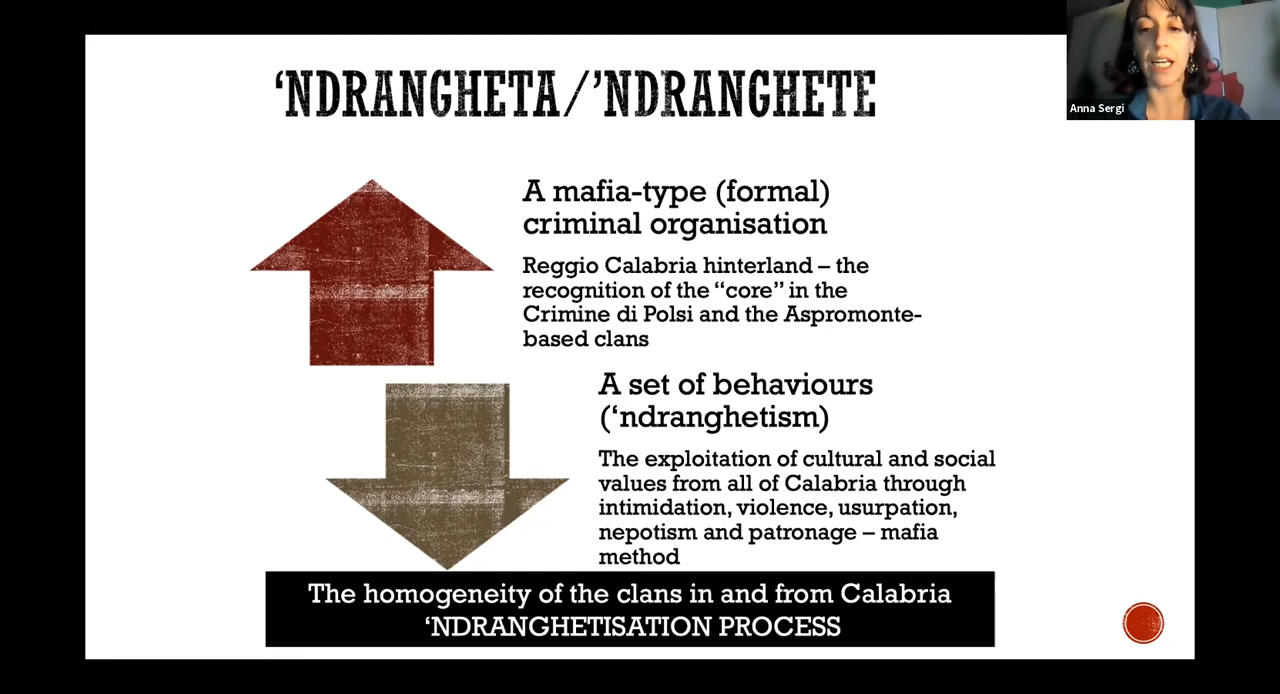 ‘NDRANGHETA/’NDRANGHETE
Anna Sergi
A mafia-type (formal)
criminal organisation
Reggio Calabria hinterland – the
recognition of the “core” in the
Crimine di Polsi and the Aspromonte-
based clans
A set of behaviours
(‘ndranghetism)
The exploitation of cultural and social
values from all of Calabria through
intimidation, violence, usurpation,
nepotism and patronage – mafia
method
The homogeneity of the clans in and from Calabria
‘NDRANGHETISATION PROCESS